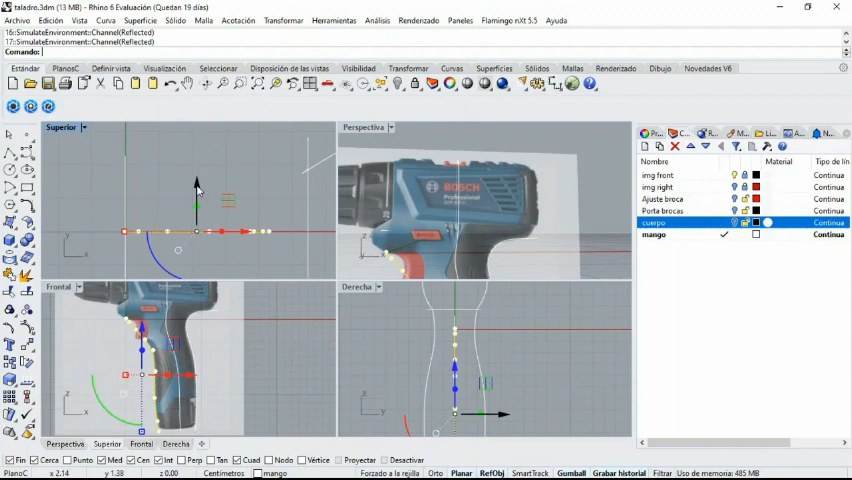 taladro.3dm (13 MB) - Rhino 6 Evaluación (Quedan 19 días)
Archivo Edición Vista Curva Superficie Sólido Malla Acotación Transformar Herramientas Análisis Renderizado Paneles Flamingo nXt 5.5 Ayuda
16::SimulateEnvironment::Channel(Reflected)
17::SimulateEnvironment::Channel(Reflected)
Comando:
Estándar PlanosC Definir vista Visualización Seleccionar Disposición de las vistas Visibilidad Transformar Curvas Superficies Sólidos Mallas Renderizado Dibujo Novedades V6
Superior
Perspectiva
Pr... C... R... M... Li... A... N...
Nombre Material Tipo de lí
img front Continua
img right Continua
Ajuste broca Continua
Porta brocas Continua
cuerpo Continua
mango Continua
BOSCH
Professional
20
y
x
z
x
Frontal
Derecha
z
x
z
y
Perspectiva Superior Frontal Derecha
Fin Cerca Punto Med Cen Int Perp Tan Cuad Nodo Vértice Proyectar Desactivar
PlanoC x 2.14 y 1.38 z 0.00 Centímetros mango Forzado a la rejilla Orto Planar RefObj SmartTrack Gumball Grabar historial Filtrar Uso de memoria: 485 MB